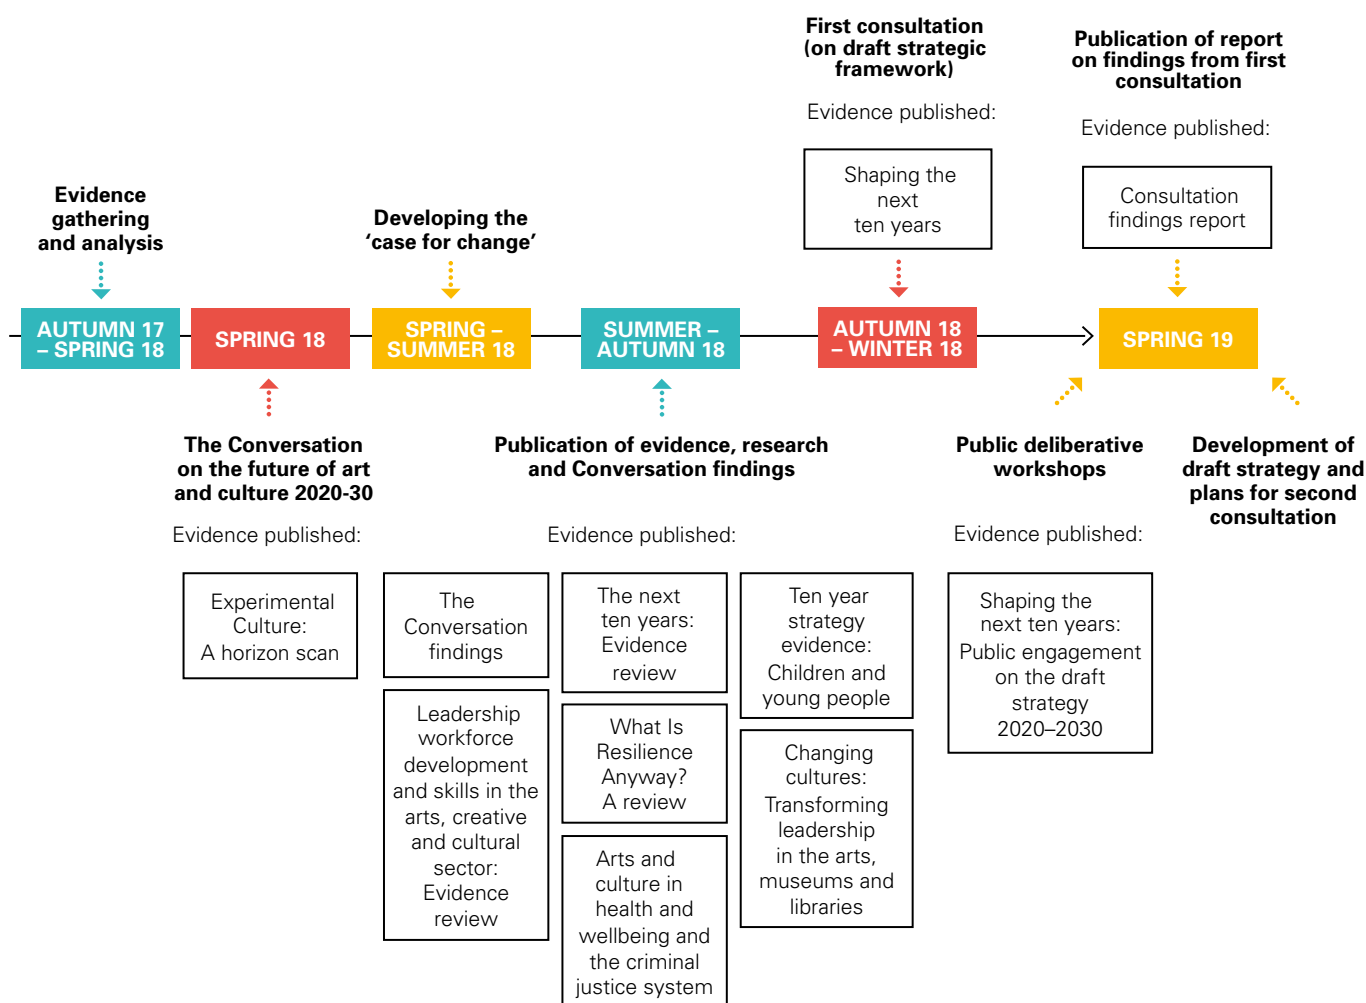 First consultation
(on draft strategic
framework)
Evidence published:
Shaping the
next
ten years
Publication of report
on findings from first
consultation
Evidence published:
Consultation
findings report
Evidence
gathering
and analysis
Developing the
‘case for change’
AUTUMN 17
– SPRING 18
SPRING 18
SPRING –
SUMMER 18
SUMMER –
AUTUMN 18
AUTUMN 18
– WINTER 18
SPRING 19
The Conversation
on the future of art
and culture 2020-30
Evidence published:
Experimental
Culture:
A horizon scan
Publication of evidence, research
and Conversation findings
Evidence published:
The
Conversation
findings
Leadership
workforce
development
and skills in the
arts, creative
and cultural
sector:
Evidence
review
The next
ten years:
Evidence
review
What Is
Resilience
Anyway?
A review
Arts and
culture in
health and
wellbeing and
the criminal
justice system
Ten year
strategy
evidence:
Children and
young people
Changing
cultures:
Transforming
leadership
in the arts,
museums and
libraries
Public deliberative
workshops
Evidence published:
Shaping the
next ten years:
Public engagement
on the draft
strategy
2020–2030
Development of
draft strategy and
plans for second
consultation